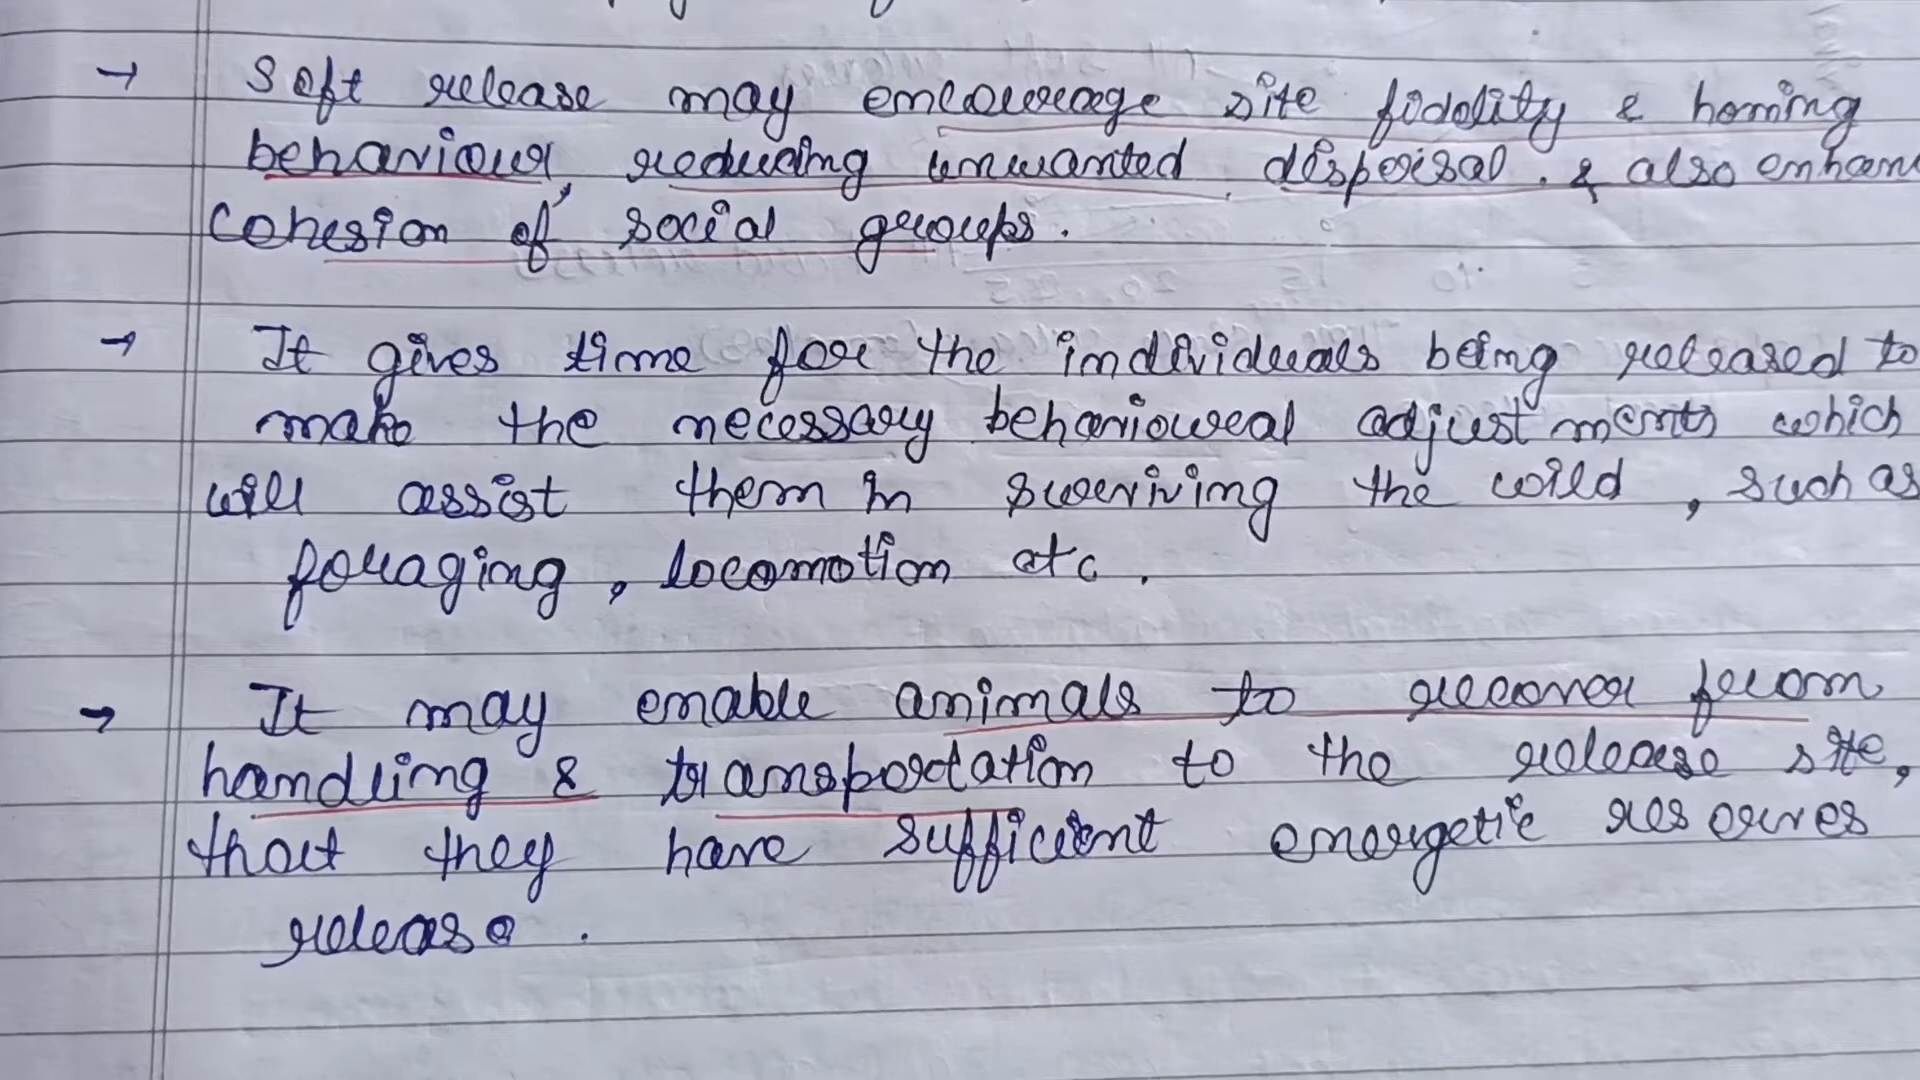 → Soft release may encourage site fidelity & homing
behaviour, reducing unwanted dispersal. & also enhan
cohesion of social groups.
→ It gives time for the individuals being released to
make the necessary behavioural adjustments which
will assist them in surviving the wild, such as
foraging, locomotion etc.
→ It may enable animals to recover from
handling & transportation to the release site,
that they have sufficient energetic reserves
release.